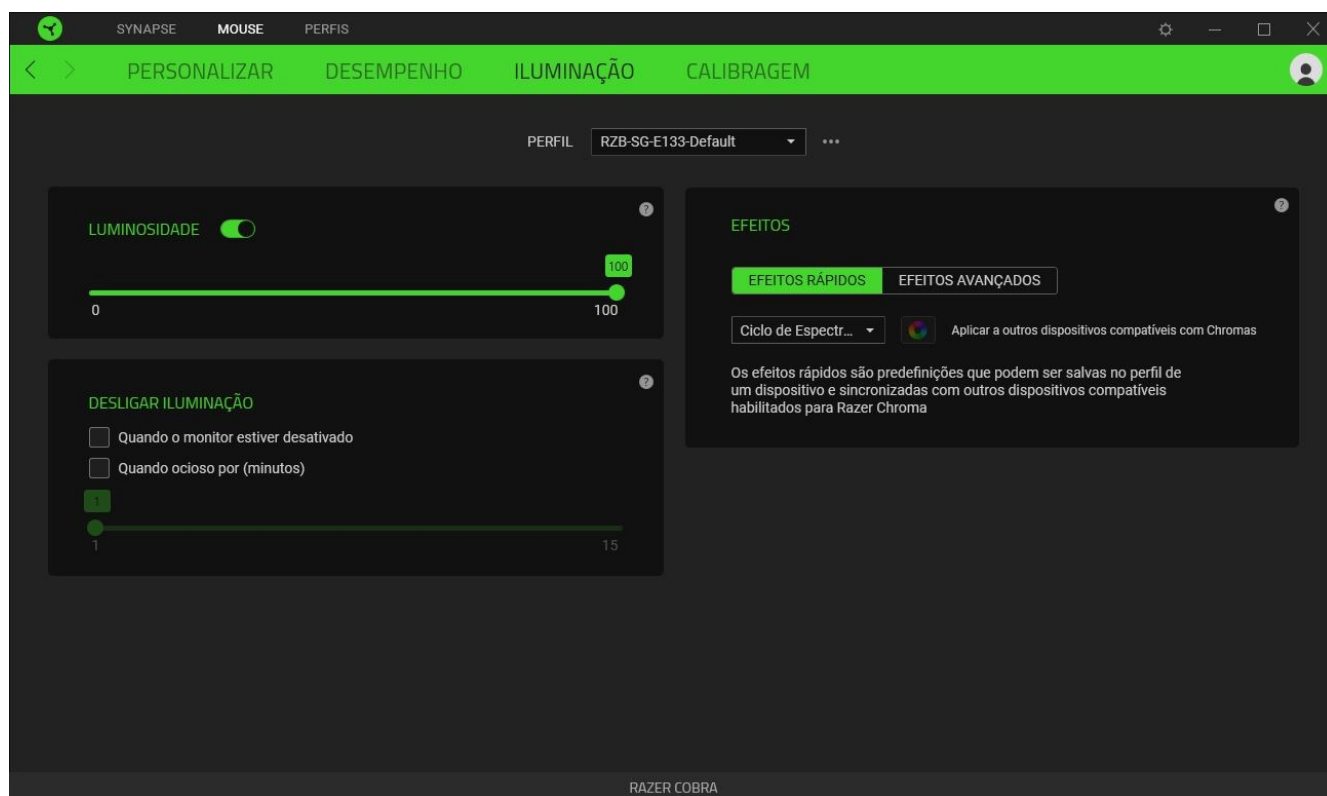 SYNAPSE MOUSE PERFIS
PERSONALIZAR DESEMPENHO ILUMINAÇÃO CALIBRAGEM
PERFIL RZB-SG-E133-Default
LUMINOSIDADE
100
0 100
DESLIGAR ILUMINAÇÃO
Quando o monitor estiver desativado
Quando ocioso por (minutos)
1
1 15
EFEITOS
EFEITOS RÁPIDOS EFEITOS AVANÇADOS
Ciclo de Espectr... Aplicar a outros dispositivos compatíveis com Chromas
Os efeitos rápidos são predefinições que podem ser salvas no perfil de
um dispositivo e sincronizadas com outros dispositivos compatíveis
habilitados para Razer Chroma
RAZER COBRA